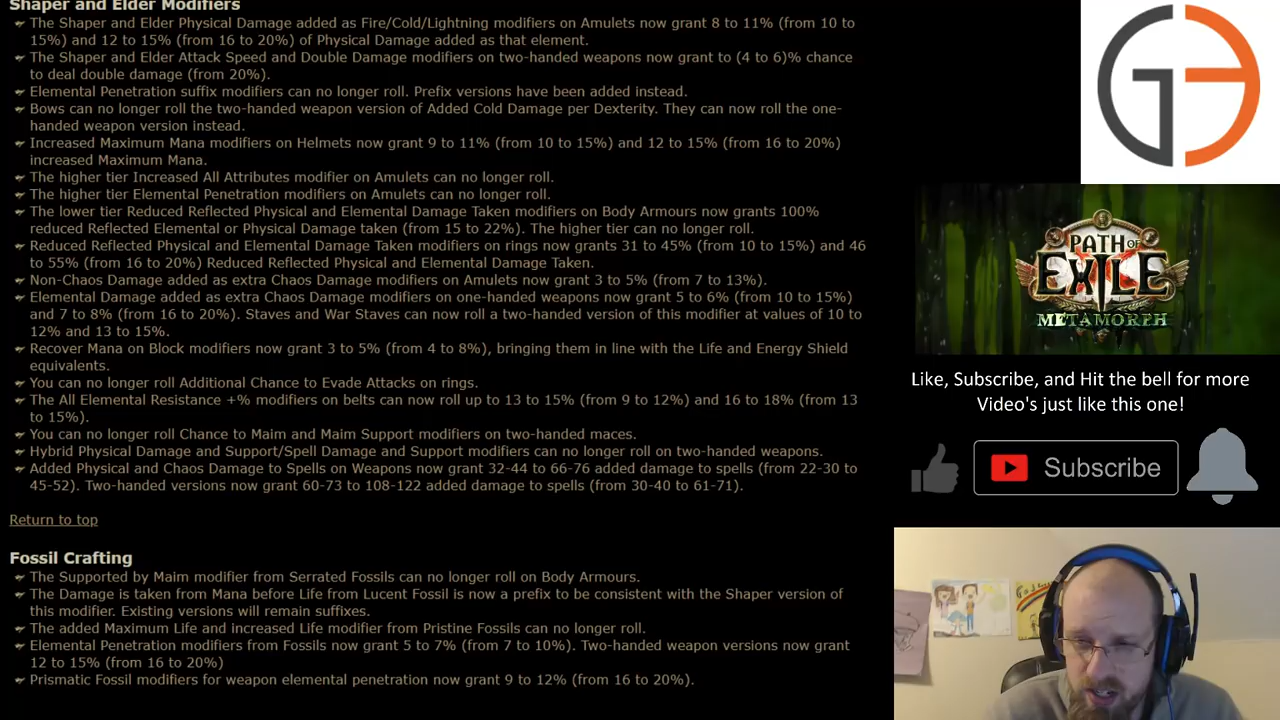 Shaper and Elder Modifiers
The Shaper and Elder Physical Damage added as Fire/Cold/Lightning modifiers on Amulets now grant 8 to 11% (from 10 to
15%) and 12 to 15% (from 16 to 20%) of Physical Damage added as that element.
The Shaper and Elder Attack Speed and Double Damage modifiers on two-handed weapons now grant to (4 to 6)% chance
to deal double damage (from 20%).
Elemental Penetration suffix modifiers can no longer roll. Prefix versions have been added instead.
Bows can no longer roll the two-handed weapon version of Added Cold Damage per Dexterity. They can now roll the one-
handed weapon version instead.
Increased Maximum Mana modifiers on Helmets now grant 9 to 11% (from 10 to 15%) and 12 to 15% (from 16 to 20%)
increased Maximum Mana.
The higher tier Increased All Attributes modifier on Amulets can no longer roll.
The higher tier Elemental Penetration modifiers on Amulets can no longer roll.
The lower tier Reduced Reflected Physical and Elemental Damage Taken modifiers on Body Armours now grants 100%
reduced Reflected Elemental or Physical Damage taken (from 15 to 22%). The higher tier can no longer roll.
Reduced Reflected Physical and Elemental Damage Taken modifiers on rings now grants 31 to 45% (from 10 to 15%) and 46
to 55% (from 16 to 20%) Reduced Reflected Physical and Elemental Damage Taken.
Non-Chaos Damage added as extra Chaos Damage modifiers on Amulets now grant 3 to 5% (from 7 to 13%).
Elemental Damage added as extra Chaos Damage modifiers on one-handed weapons now grant 5 to 6% (from 10 to 15%)
and 7 to 8% (from 16 to 20%). Staves and War Staves can now roll a two-handed version of this modifier at values of 10 to
12% and 13 to 15%.
Recover Mana on Block modifiers now grant 3 to 5% (from 4 to 8%), bringing them in line with the Life and Energy Shield
equivalents.
You can no longer roll Additional Chance to Evade Attacks on rings.
The All Elemental Resistance +% modifiers on belts can now roll up to 13 to 15% (from 9 to 12%) and 16 to 18% (from 13
to 15%).
You can no longer roll Chance to Maim and Maim Support modifiers on two-handed maces.
Hybrid Physical Damage and Support/Spell Damage and Support modifiers can no longer roll on two-handed weapons.
Added Physical and Chaos Damage to Spells on Weapons now grant 32-44 to 66-76 added damage to spells (from 22-30 to
45-52). Two-handed versions now grant 60-73 to 108-122 added damage to spells (from 30-40 to 61-71).
Return to top
Fossil Crafting
The Supported by Maim modifier from Serrated Fossils can no longer roll on Body Armours.
The Damage is taken from Mana before Life from Lucent Fossil is now a prefix to be consistent with the Shaper version of
this modifier. Existing versions will remain suffixes.
The added Maximum Life and increased Life modifier from Pristine Fossils can no longer roll.
Elemental Penetration modifiers from Fossils now grant 5 to 7% (from 7 to 10%). Two-handed weapon versions now grant
12 to 15% (from 16 to 20%)
Prismatic Fossil modifiers for weapon elemental penetration now grant 9 to 12% (from 16 to 20%).
PATH OF
EXILE
METAMORPH
Like, Subscribe, and Hit the bell for more
Video's just like this one!
Subscribe